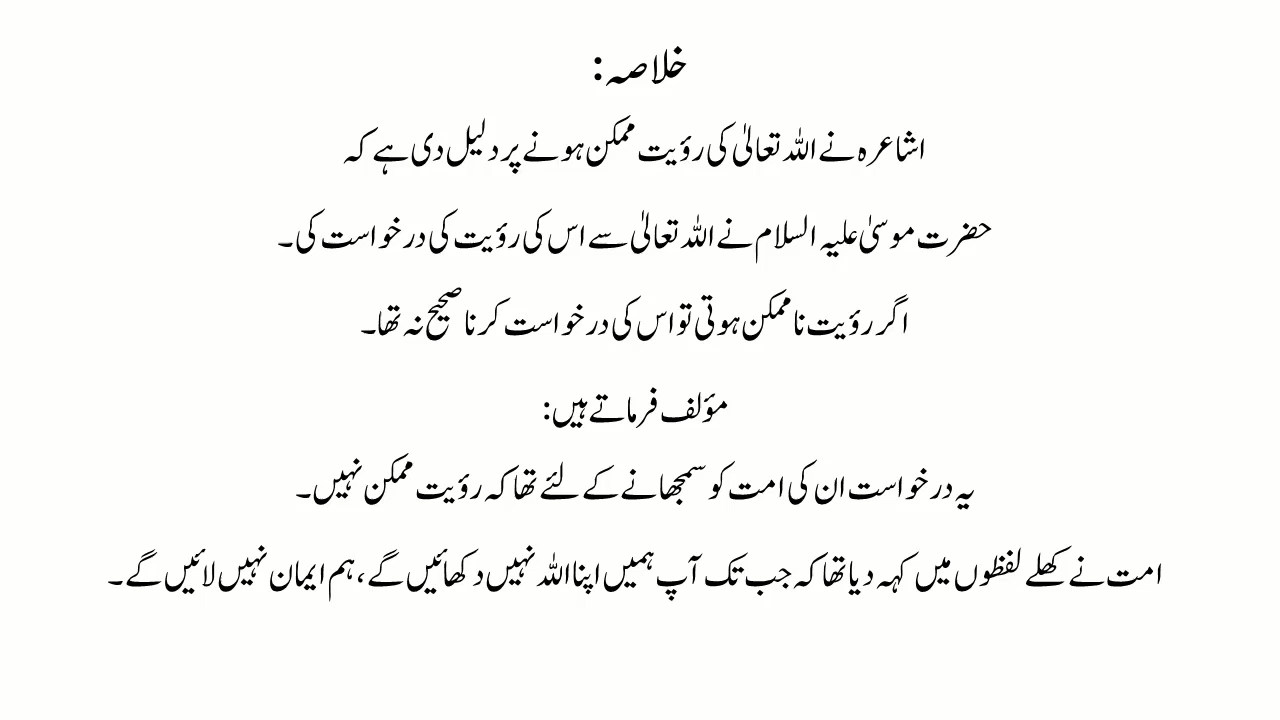 خلاصہ:
اشاعرہ نے اللہ تعالیٰ کی رؤیت ممکن ہونے پر دلیل دی ہے کہ
حضرت موسیٰ علیہ السلام نے اللہ تعالیٰ سے اس کی رؤیت کی درخواست کی۔
اگر رؤیت ناممکن ہوتی تو اس کی درخواست کرنا صحیح نہ تھا۔
مؤلف فرماتے ہیں:
یہ درخواست ان کی امت کو سمجھانے کے لئے تھا کہ رؤیت ممکن نہیں۔
امت نے کھلے لفظوں میں کہہ دیا تھا کہ جب تک آپ ہمیں اپنا اللہ نہیں دکھائیں گے، ہم ایمان نہیں لائیں گے۔